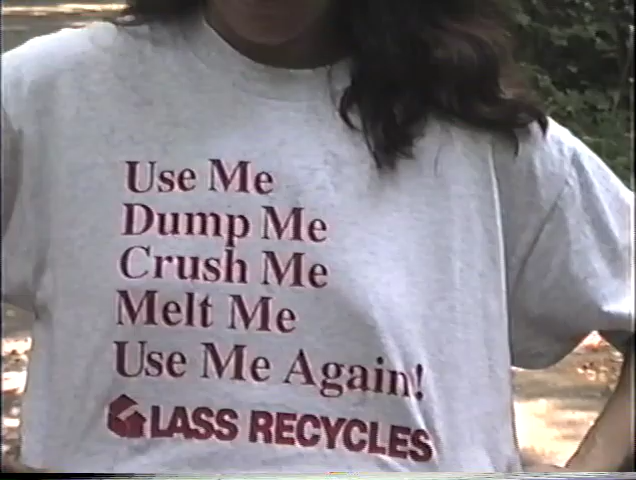 Use Me
Dump Me
Crush Me
Melt Me
Use Me Again!
GLASS RECYCLES